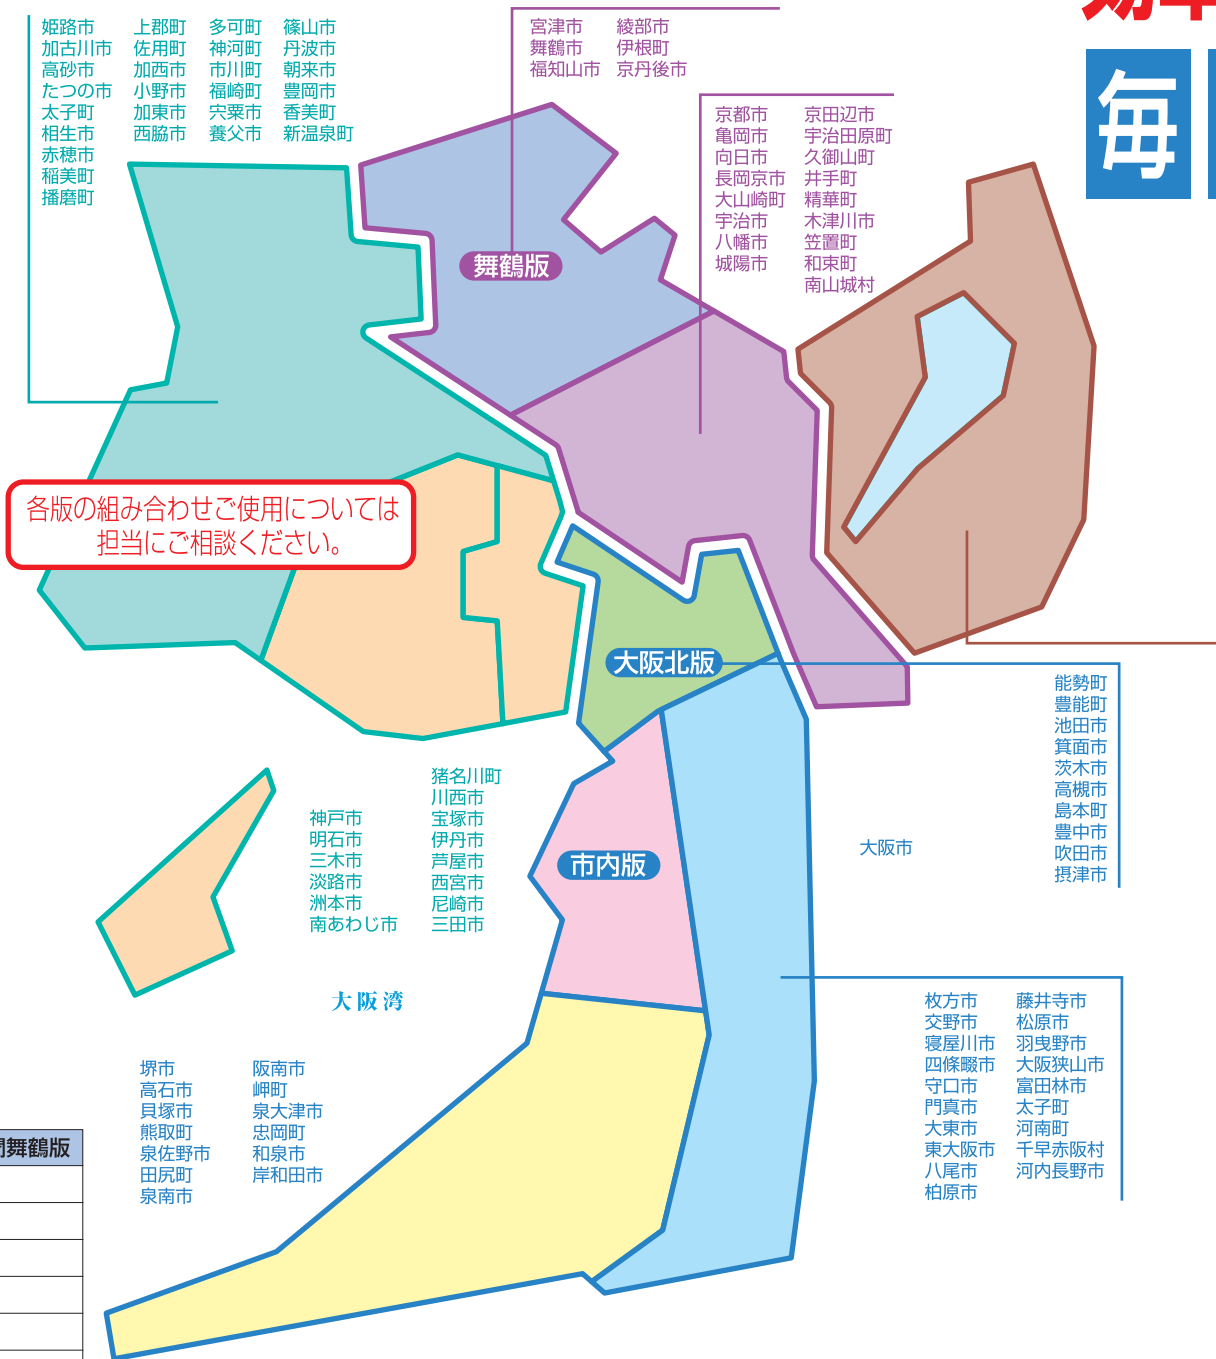 姫路市
加古川市
高砂市
たつの市
太子町
相生市
赤穂市
稲美町
播磨町
上郡町
佐用町
加西市
小野市
加東市
西脇市
多可町
神河町
市川町
福崎町
宍粟市
養父市
篠山市
丹波市
朝来市
豊岡市
香美町
新温泉町
宮津市
舞鶴市
福知山市
綾部市
伊根町
京丹後市
京都市
亀岡市
向日市
長岡京市
大山崎町
宇治市
八幡市
城陽市
京田辺市
宇治田原町
久御山町
井手町
精華町
木津川市
笠置町
和束町
南山城村
毎
舞鶴版
各版の組み合わせご使用については
担当にご相談ください。
大阪北版
能勢町
豊能町
池田市
箕面市
茨木市
高槻市
島本町
豊中市
吹田市
摂津市
神戸市
明石市
三木市
淡路市
洲本市
南あわじ市
猪名川町
川西市
宝塚市
伊丹市
芦屋市
西宮市
尼崎市
三田市
市内版
大阪市
大阪湾
枚方市
交野市
寝屋川市
四條畷市
守口市
門真市
大東市
東大阪市
八尾市
柏原市
藤井寺市
松原市
羽曳野市
大阪狭山市
富田林市
太子町
河南町
千早赤阪村
河内長野市
堺市
高石市
貝塚市
熊取町
泉佐野市
田尻町
泉南市
阪南市
岬町
泉大津市
忠岡町
和泉市
岸和田市
舞鶴版